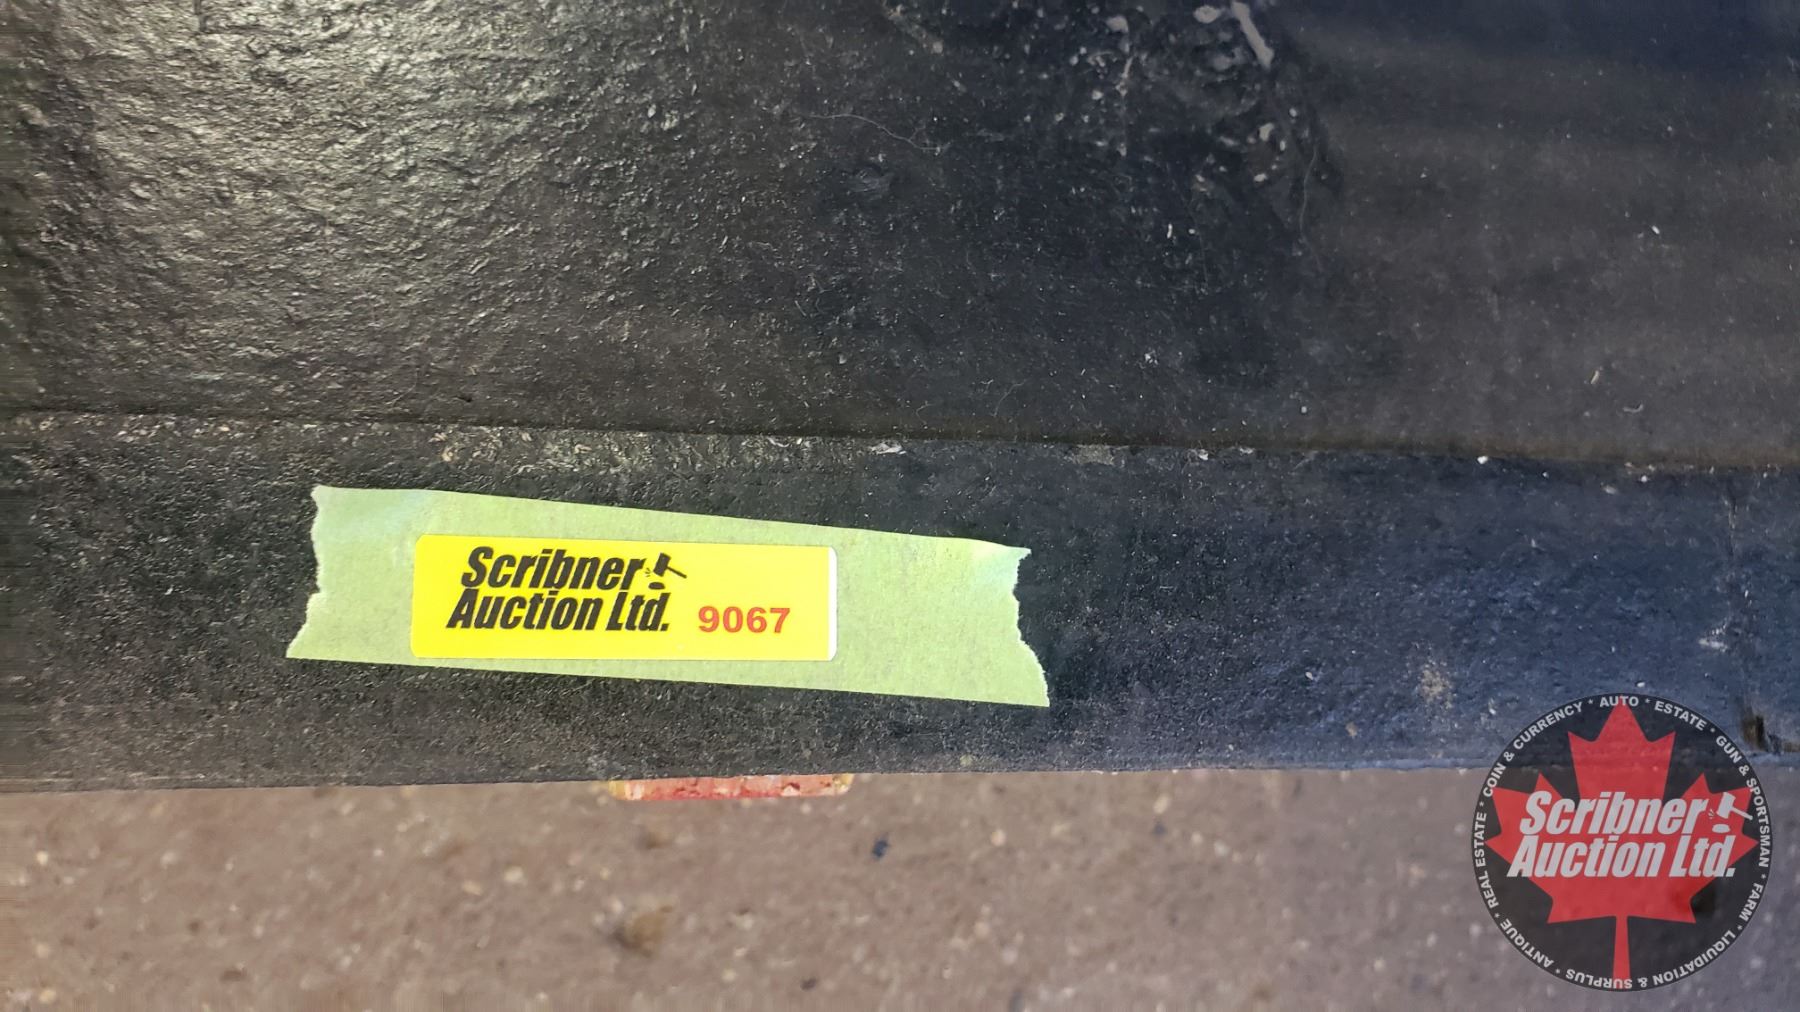 Scribner
Auction Ltd. 9067
COIN & CURRENCY * AUTO * ESTATE * GUN & SPORTSMAN * FARM * LIQUIDATION & SURPLUS * ANTIQUE * REAL ESTATE *
Scribner
Auction Ltd.